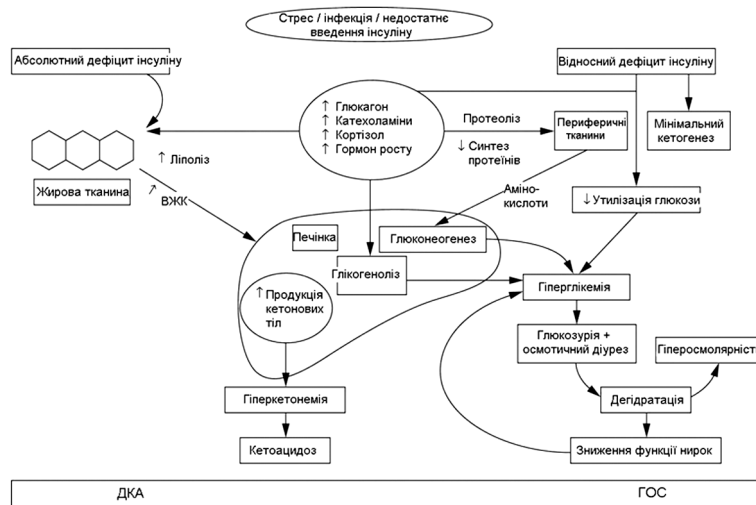 Стрес / інфекція / недостатнє
введення інсуліну
Абсолютний дефіцит інсуліну
Відносний дефіцит інсуліну
↑ Глюкагон
↑ Катехоламіни
↑ Кортізол
↑ Гормон росту
Протеоліз
↓ Синтез
протеїнів
Периферичні
тканини
Мінімальний
кетогенез
↑ Ліполіз
Жирова тканина
↑ ВЖК
Аміно-
кислоти
↓ Утилізація глюкози
Печінка
Глюконеогенез
Глікогеноліз
Гіперглікемія
↑ Продукція
кетонових
тіл
Глюкозурія +
осмотичний діурез
Гіперосмолярність
Гіперкетонемія
Дегідратація
Кетоацидоз
Зниження функції нирок
ДКА
ГОС